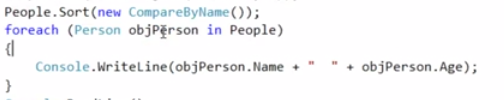 People.Sort(new CompareByName());
foreach (Person objPerson in People)
{
Console.WriteLine(objPerson.Name + "  " + objPerson.Age);
}